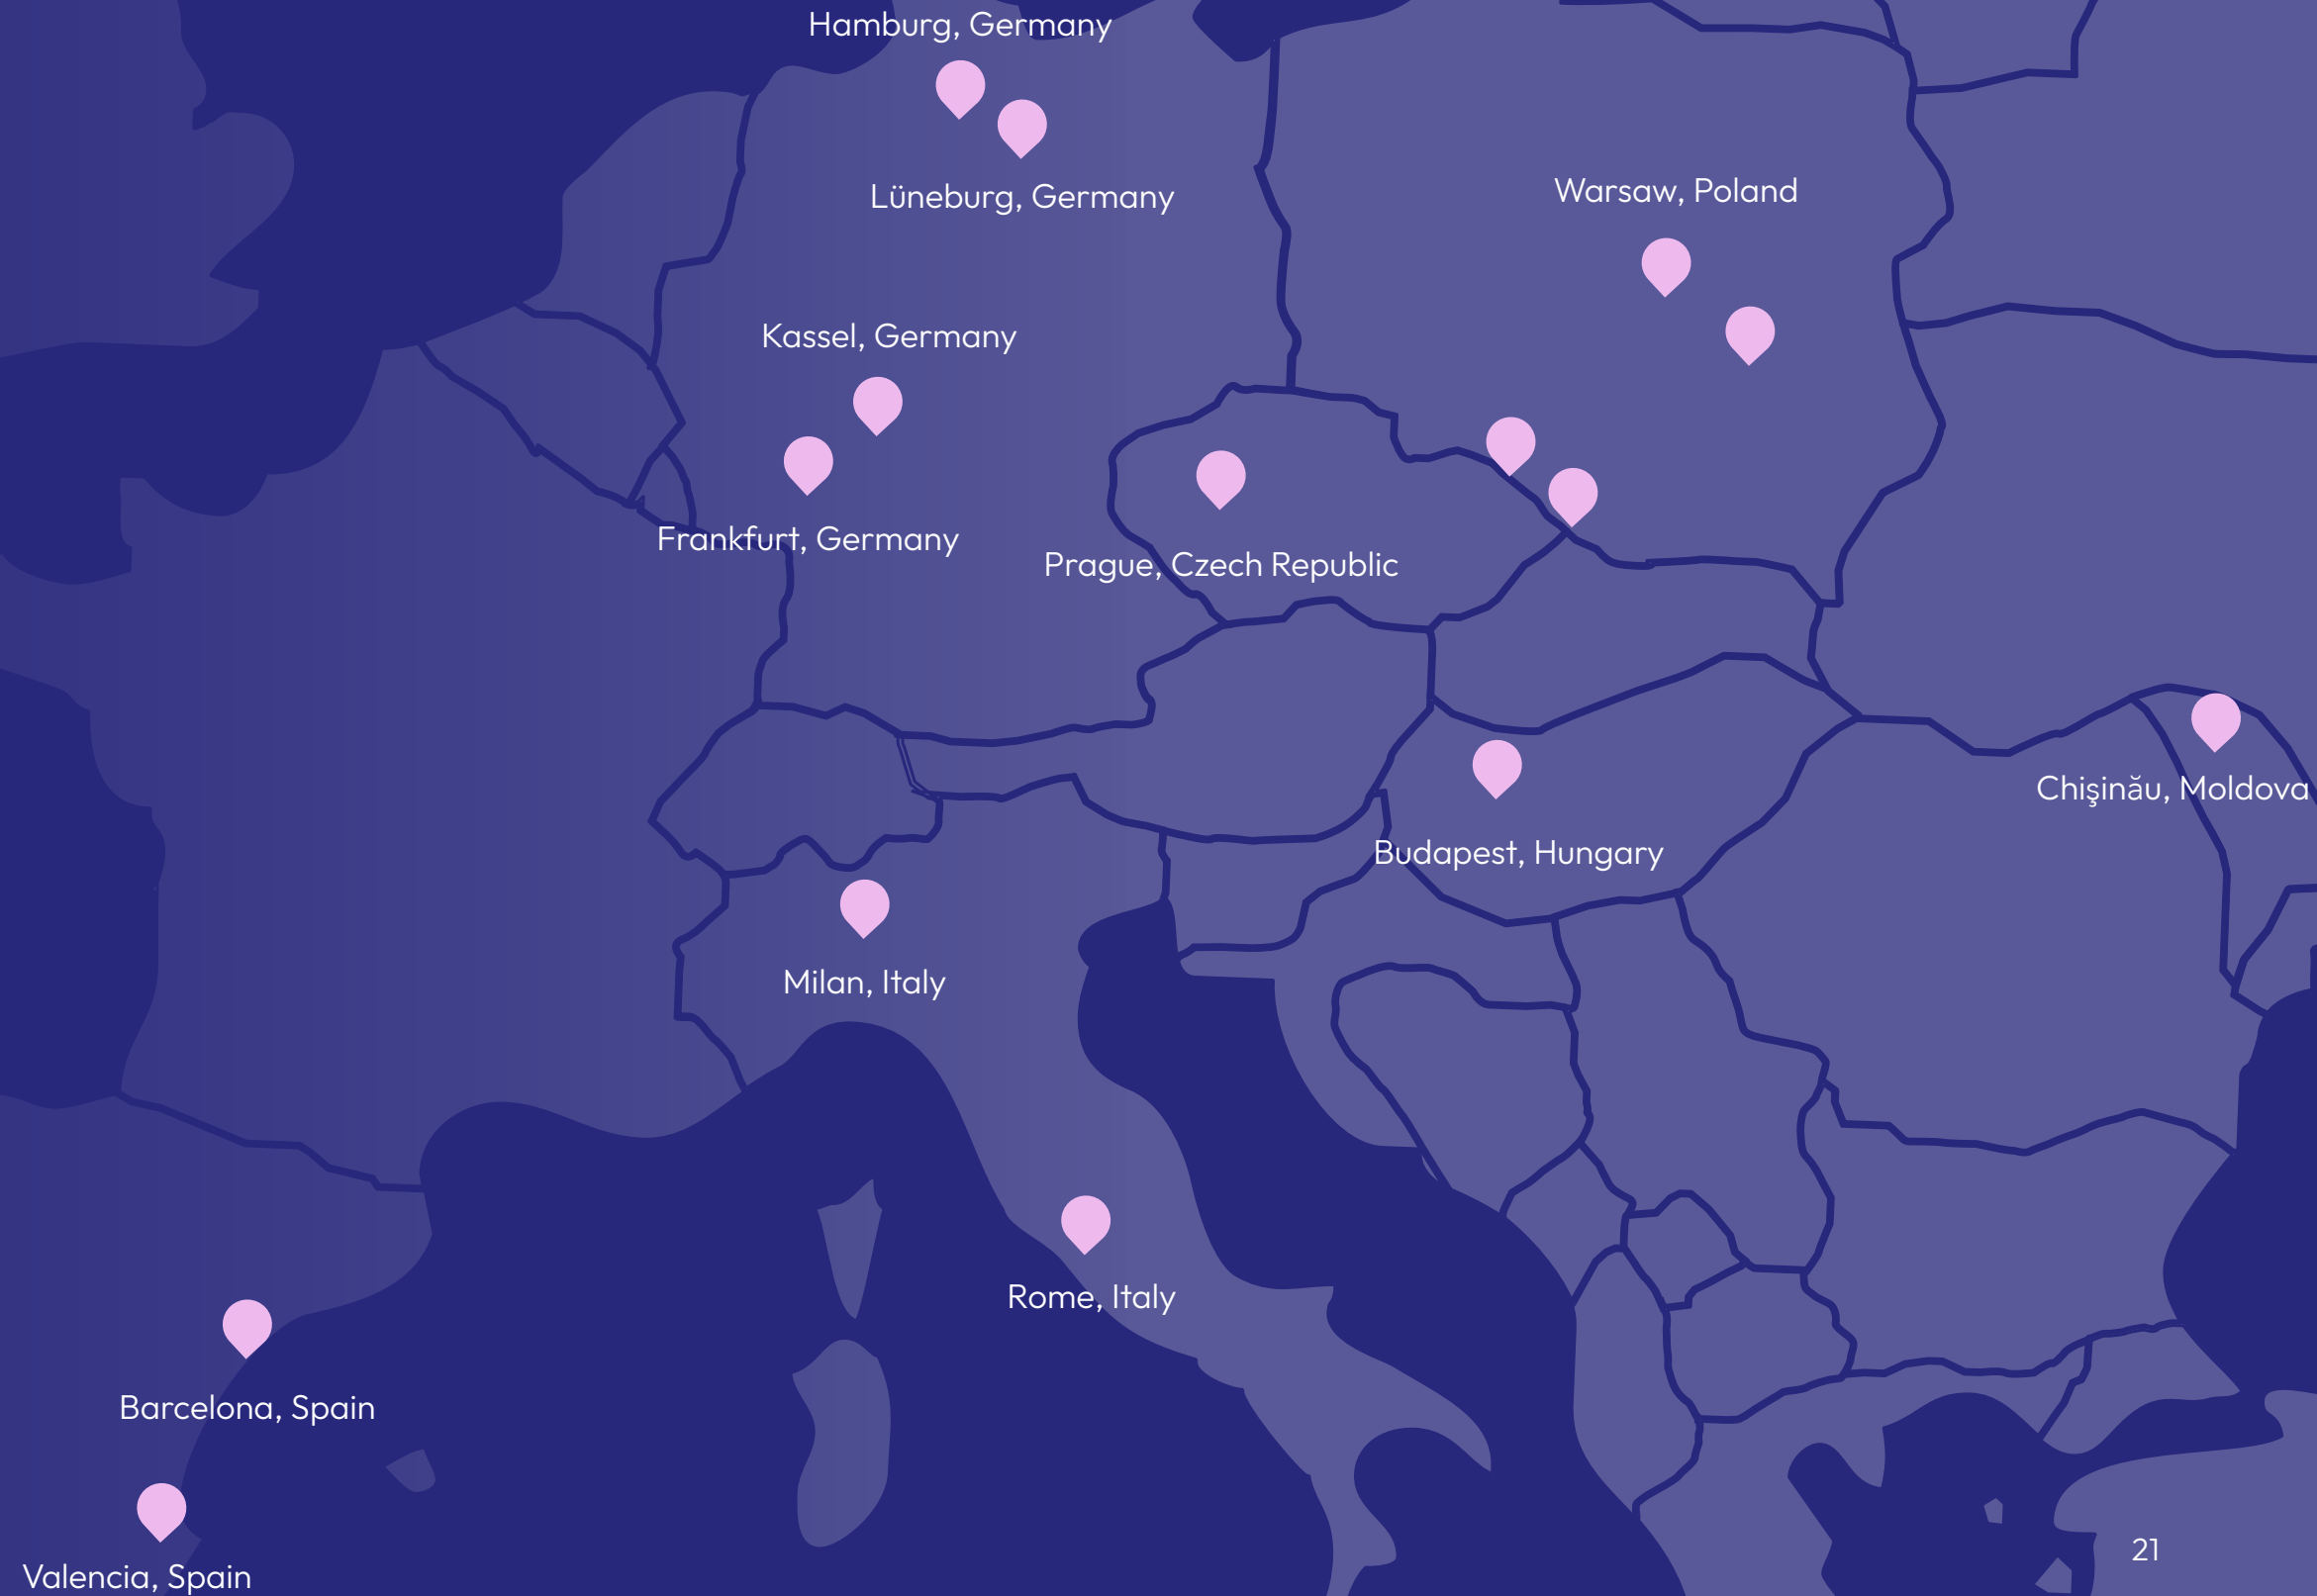 Hamburg, Germany
Lüneburg, Germany
Warsaw, Poland
Kassel, Germany
Frankfurt, Germany
Prague, Czech Republic
Chişinău, Moldova
Budapest, Hungary
Milan, Italy
Rome, Italy
Barcelona, Spain
Valencia, Spain
21